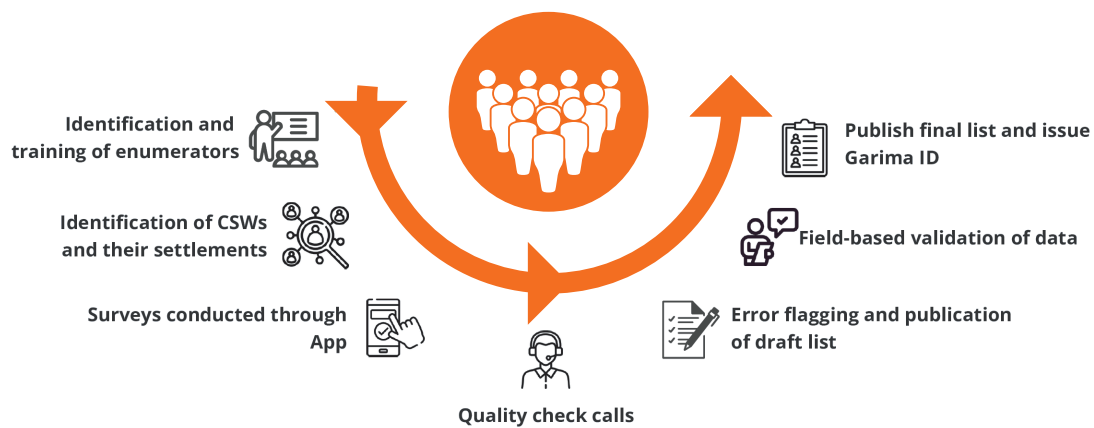 Identification and
training of enumerators
Identification of CSWs
and their settlements
Surveys conducted through
App
Quality check calls
Error flagging and publication
of draft list
Field-based validation of data
Publish final list and issue
Garima ID